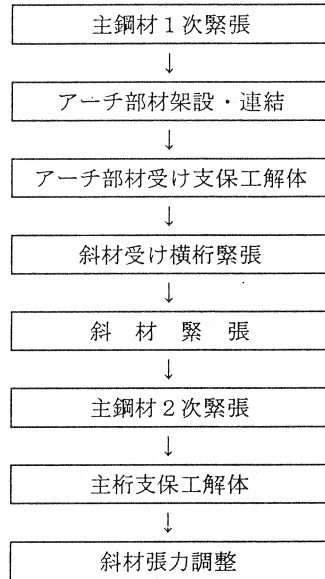 主鋼材1次緊張
↓
アーチ部材架設・連結
↓
アーチ部材受け支保工解体
↓
斜材受け横桁緊張
↓
斜材緊張
↓
主鋼材2次緊張
↓
主桁支保工解体
↓
斜材張力調整